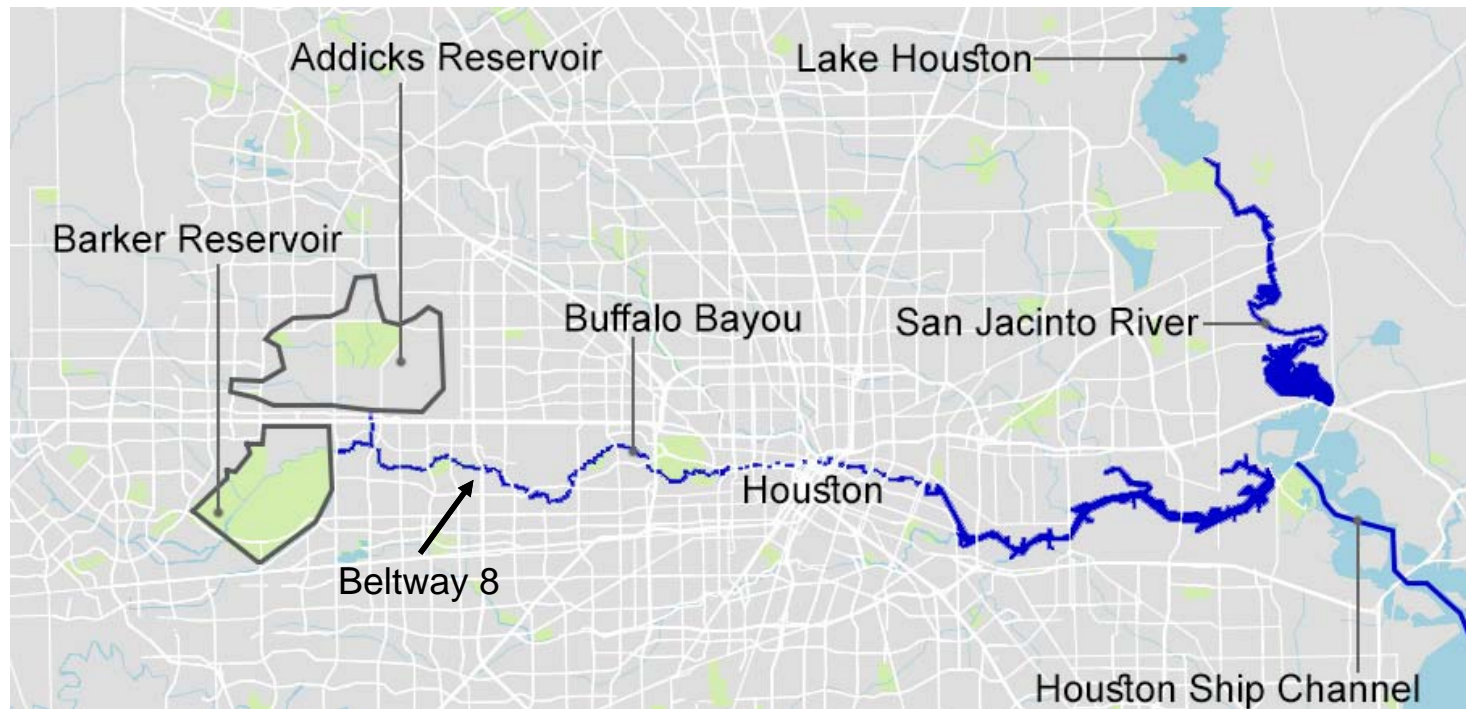 Addicks Reservoir
Lake Houston
Barker Reservoir
Buffalo Bayou
San Jacinto River
Houston
Beltway 8
Houston Ship Channel